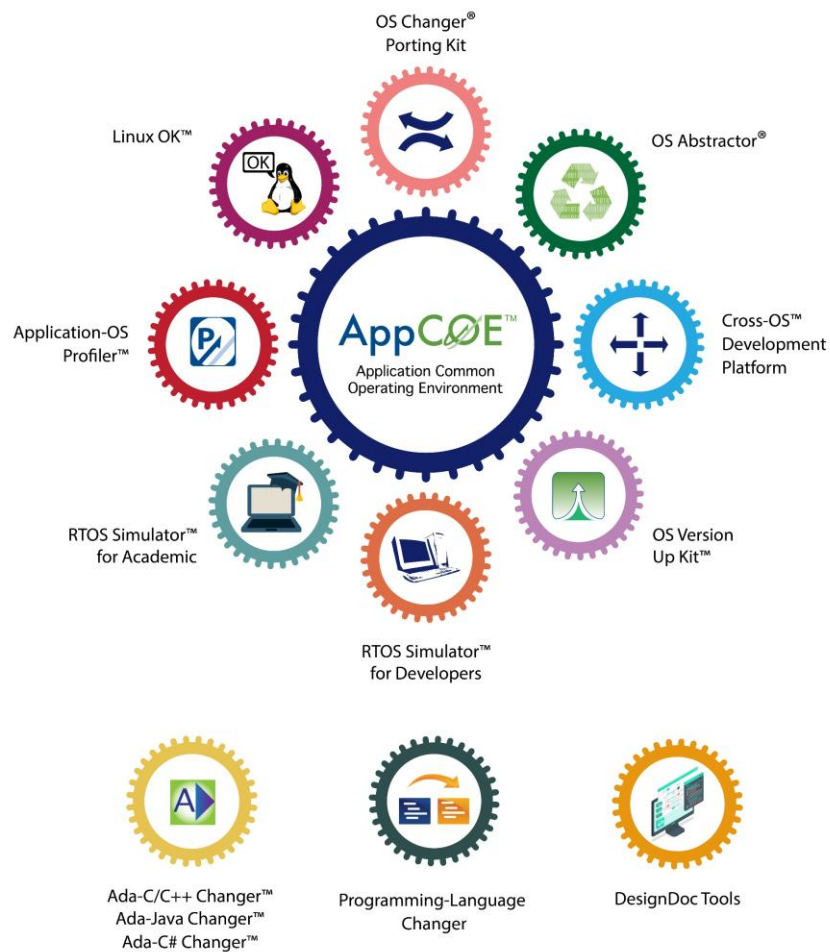 OS Changer®
Porting Kit
Linux OK™
OK
OS Abstractor®
Application-OS
Profiler™
P
AppCOE™
Application Common
Operating Environment
Cross-OS™
Development
Platform
RTOS Simulator™
for Academic
OS Version
Up Kit™
RTOS Simulator™
for Developers
A
Ada-C/C++ Changer™
Ada-Java Changer™
Ada-C# Changer™
Programming-Language
Changer
DesignDoc Tools